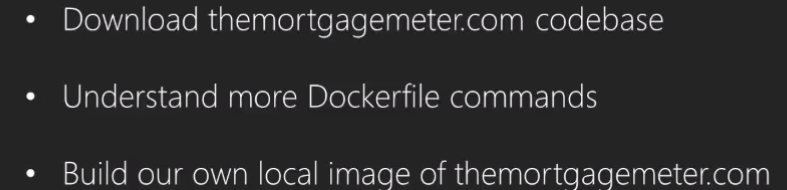 • Download themortgagemeter.com codebase
• Understand more Dockerfile commands
• Build our own local image of themortgagemeter.com